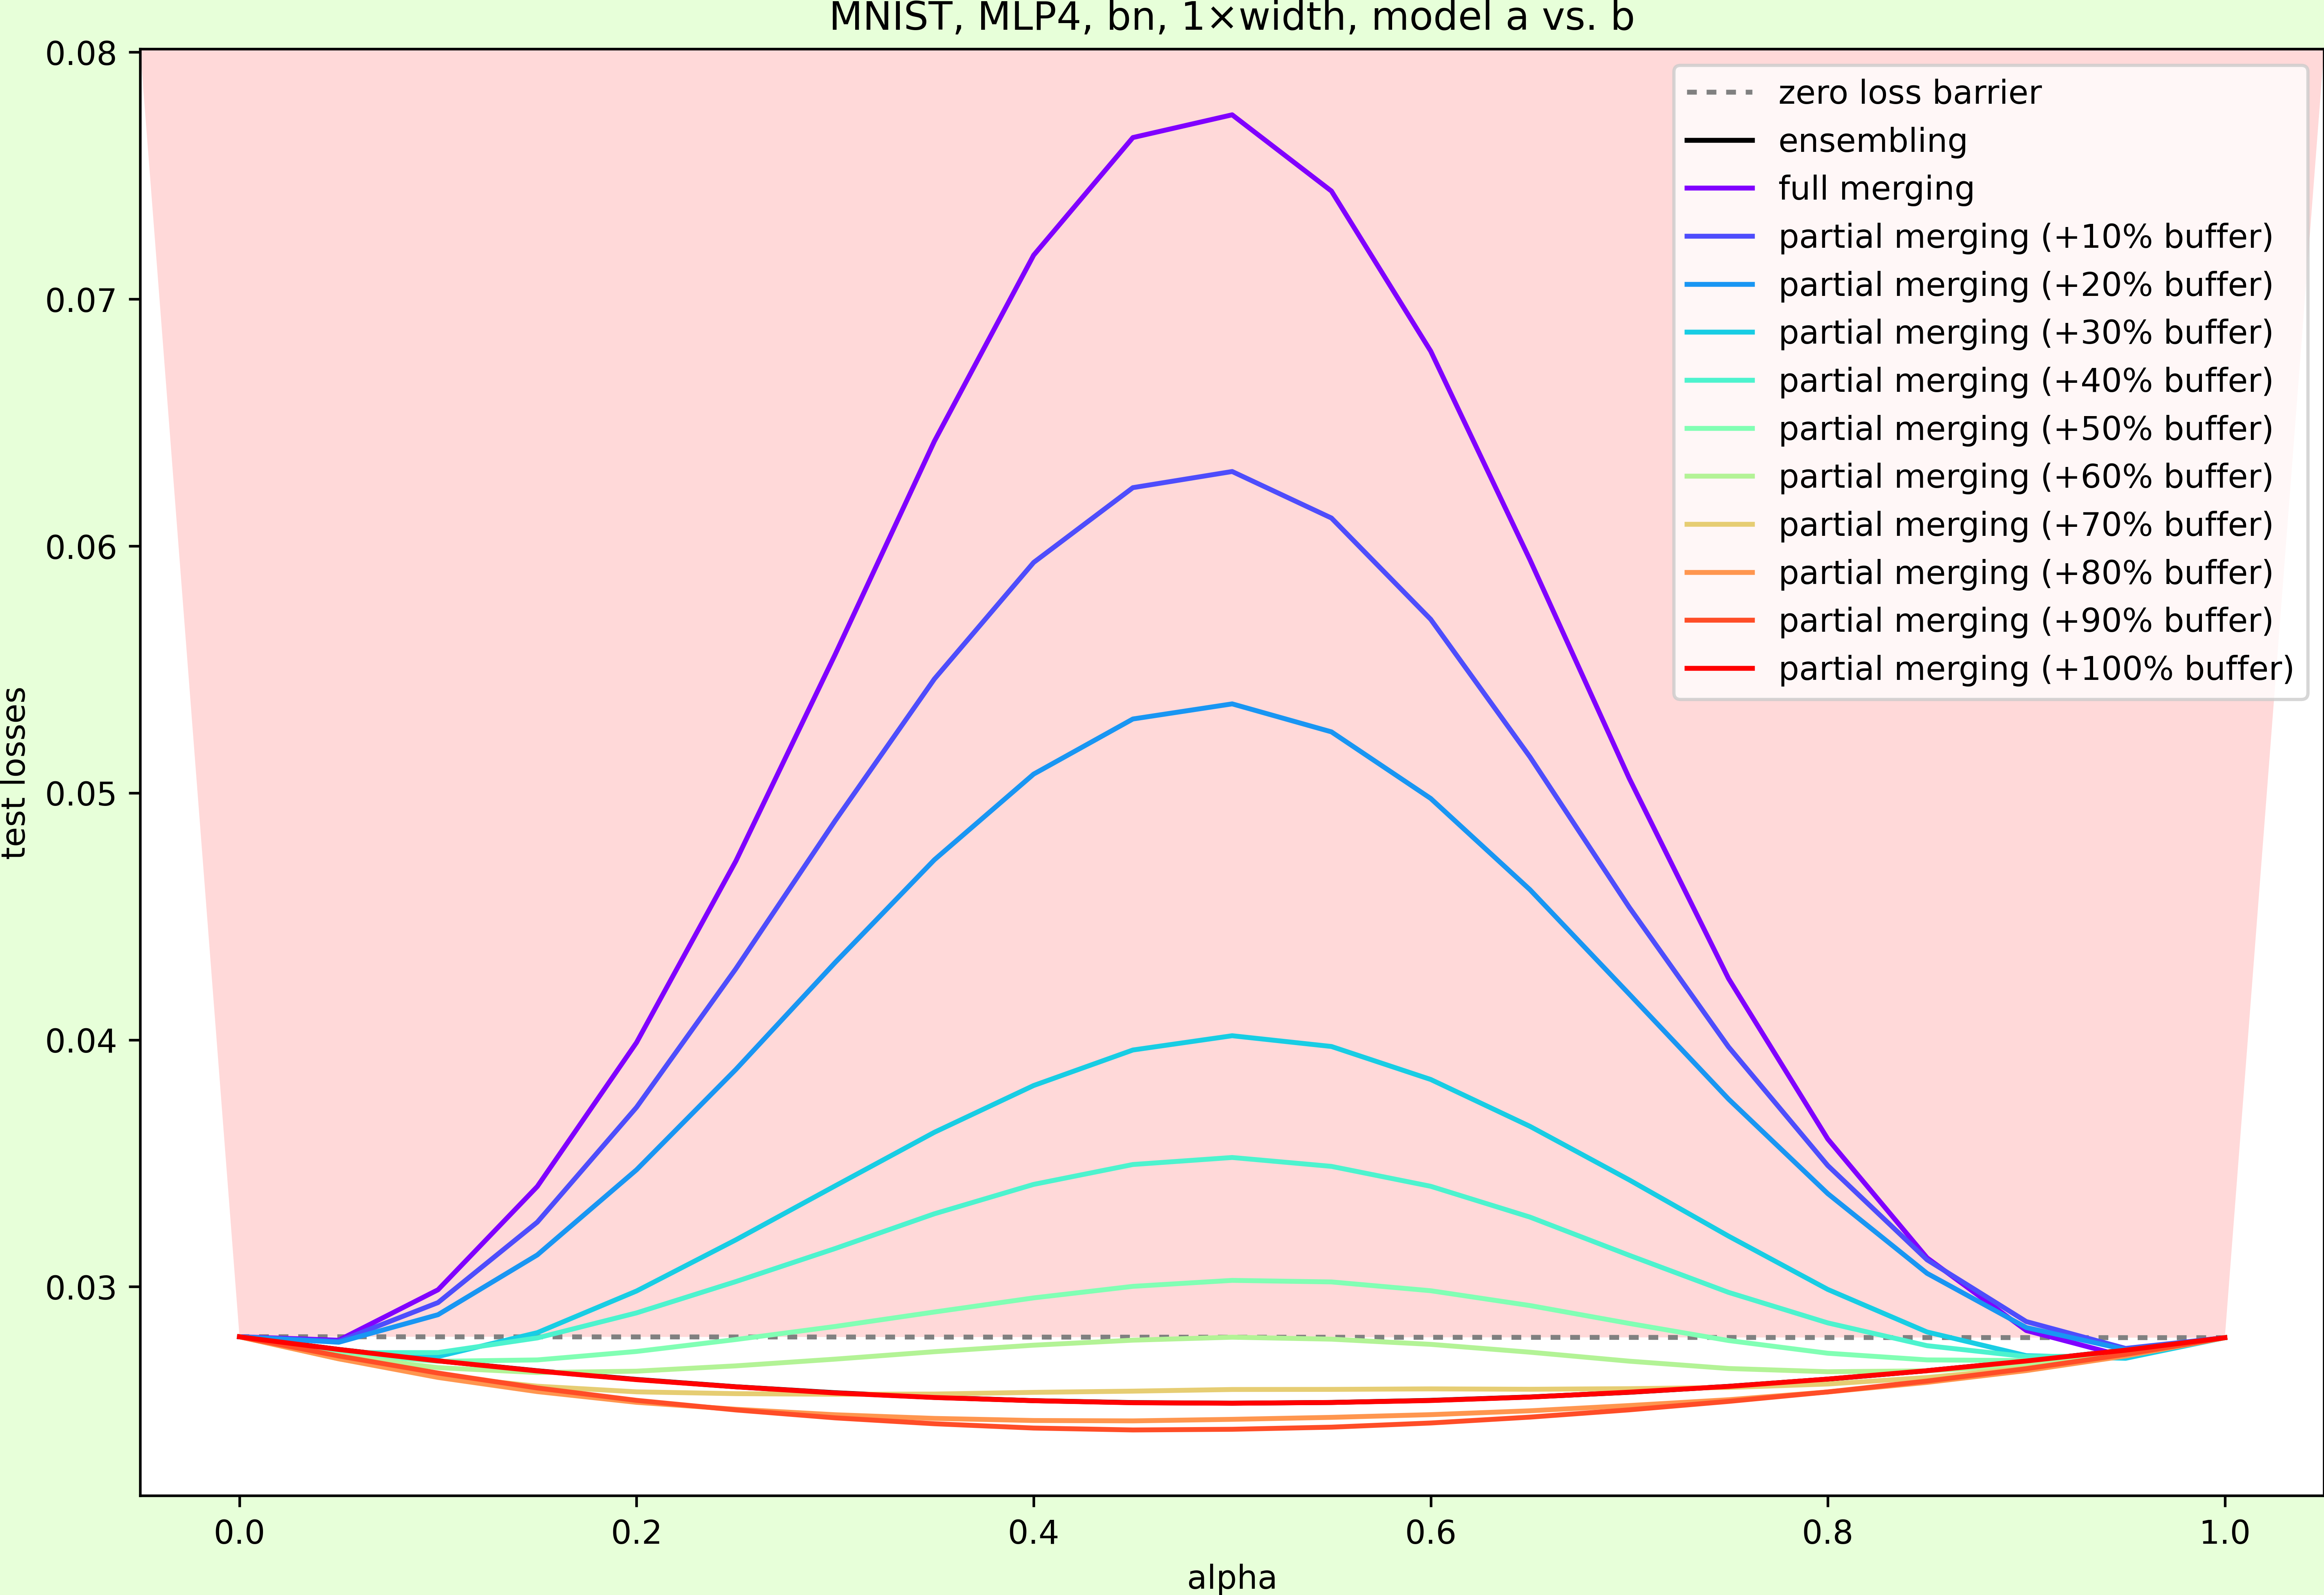 MNIST, MLP4, bn, 1×width, model a vs. b
0.08
0.07
0.06
0.05
0.04
0.03
test losses
zero loss barrier
ensembling
full merging
partial merging (+10% buffer)
partial merging (+20% buffer)
partial merging (+30% buffer)
partial merging (+40% buffer)
partial merging (+50% buffer)
partial merging (+60% buffer)
partial merging (+70% buffer)
partial merging (+80% buffer)
partial merging (+90% buffer)
partial merging (+100% buffer)
0.0 0.2 0.4 0.6 0.8 1.0
alpha